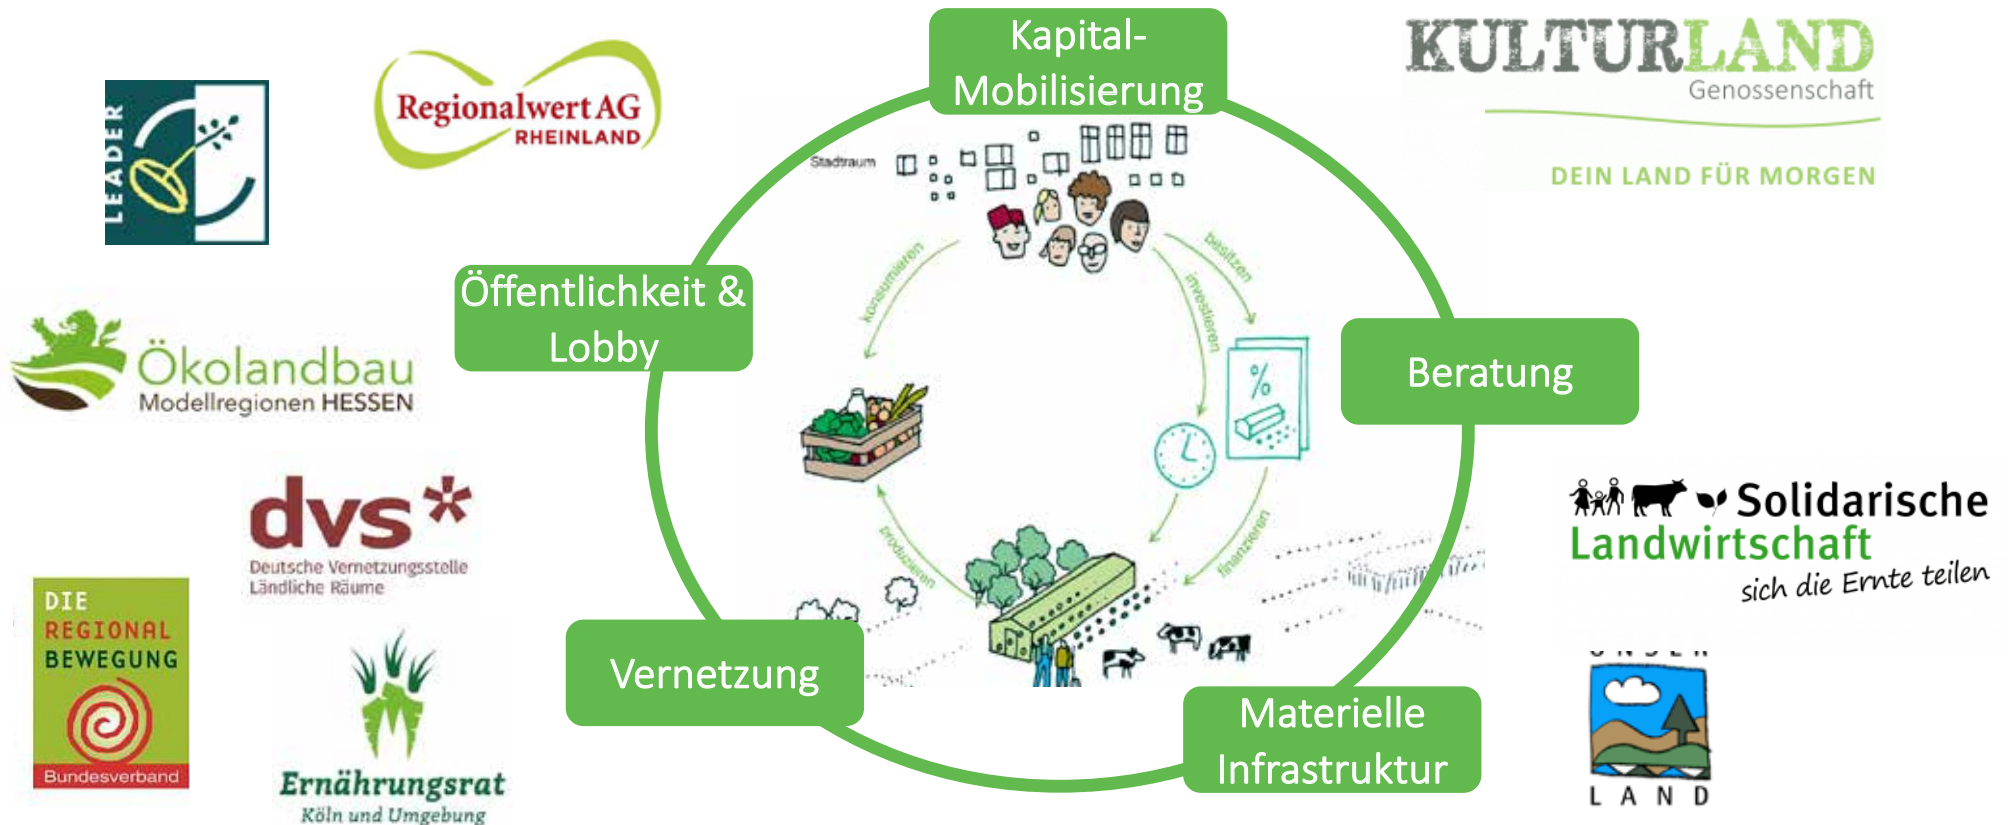 Kapital-
Mobilisierung
KULTURLAND
Genossenschaft
DEIN LAND FÜR MORGEN
LEADER
Regionalwert AG
RHEINLAND
Stadtraum
konsumieren
besitzen
investieren
Öffentlichkeit &
Lobby
Ökolandbau
Modellregionen HESSEN
%
Beratung
dvs*
Deutsche Vernetzungsstelle
Ländliche Räume
produzieren
finanzieren
Solidarische
Landwirtschaft
sich die Ernte teilen
DIE
REGIONAL
BEWEGUNG
Bundesverband
Ernährungsrat
Köln und Umgebung
Vernetzung
Materielle
Infrastruktur
UNSER
LAND